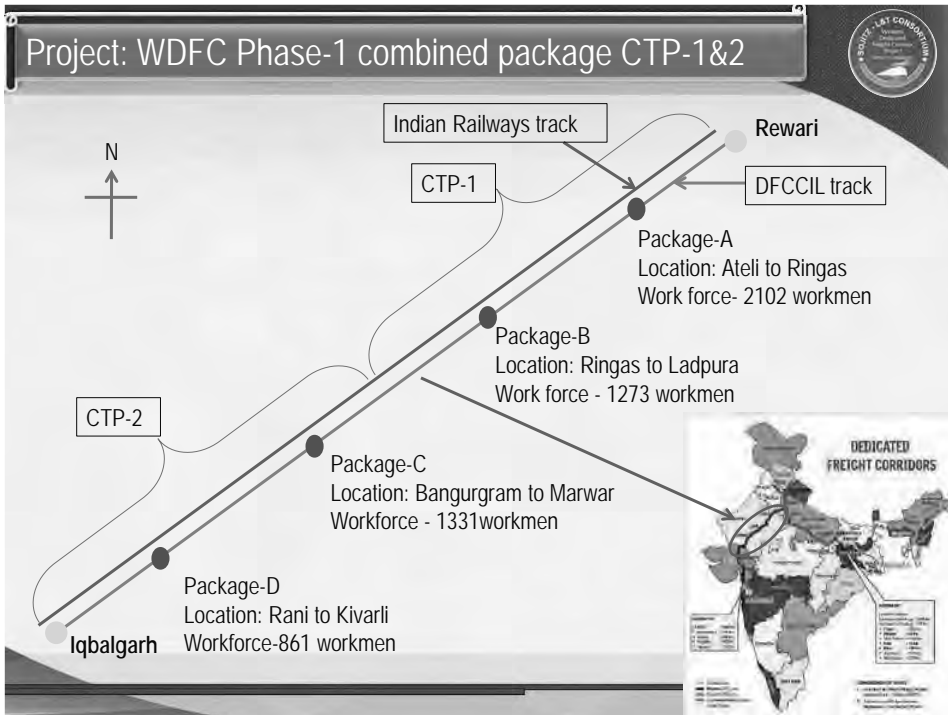 Project: WDFC Phase-1 combined package CTP-1&2
SOJITZ - L&T CONSORTIUM
Indian Railways track
Rewari
N
CTP-1
DFCCIL track
Package-A
Location: Ateli to Ringas
Work force- 2102 workmen
Package-B
Location: Ringas to Ladpura
Work force - 1273 workmen
CTP-2
Package-C
Location: Bangurgram to Marwar
Workforce - 1331workmen
Package-D
Location: Rani to Kivarli
Workforce-861 workmen
Iqbalgarh
DEDICATED
FREIGHT CORRIDORS